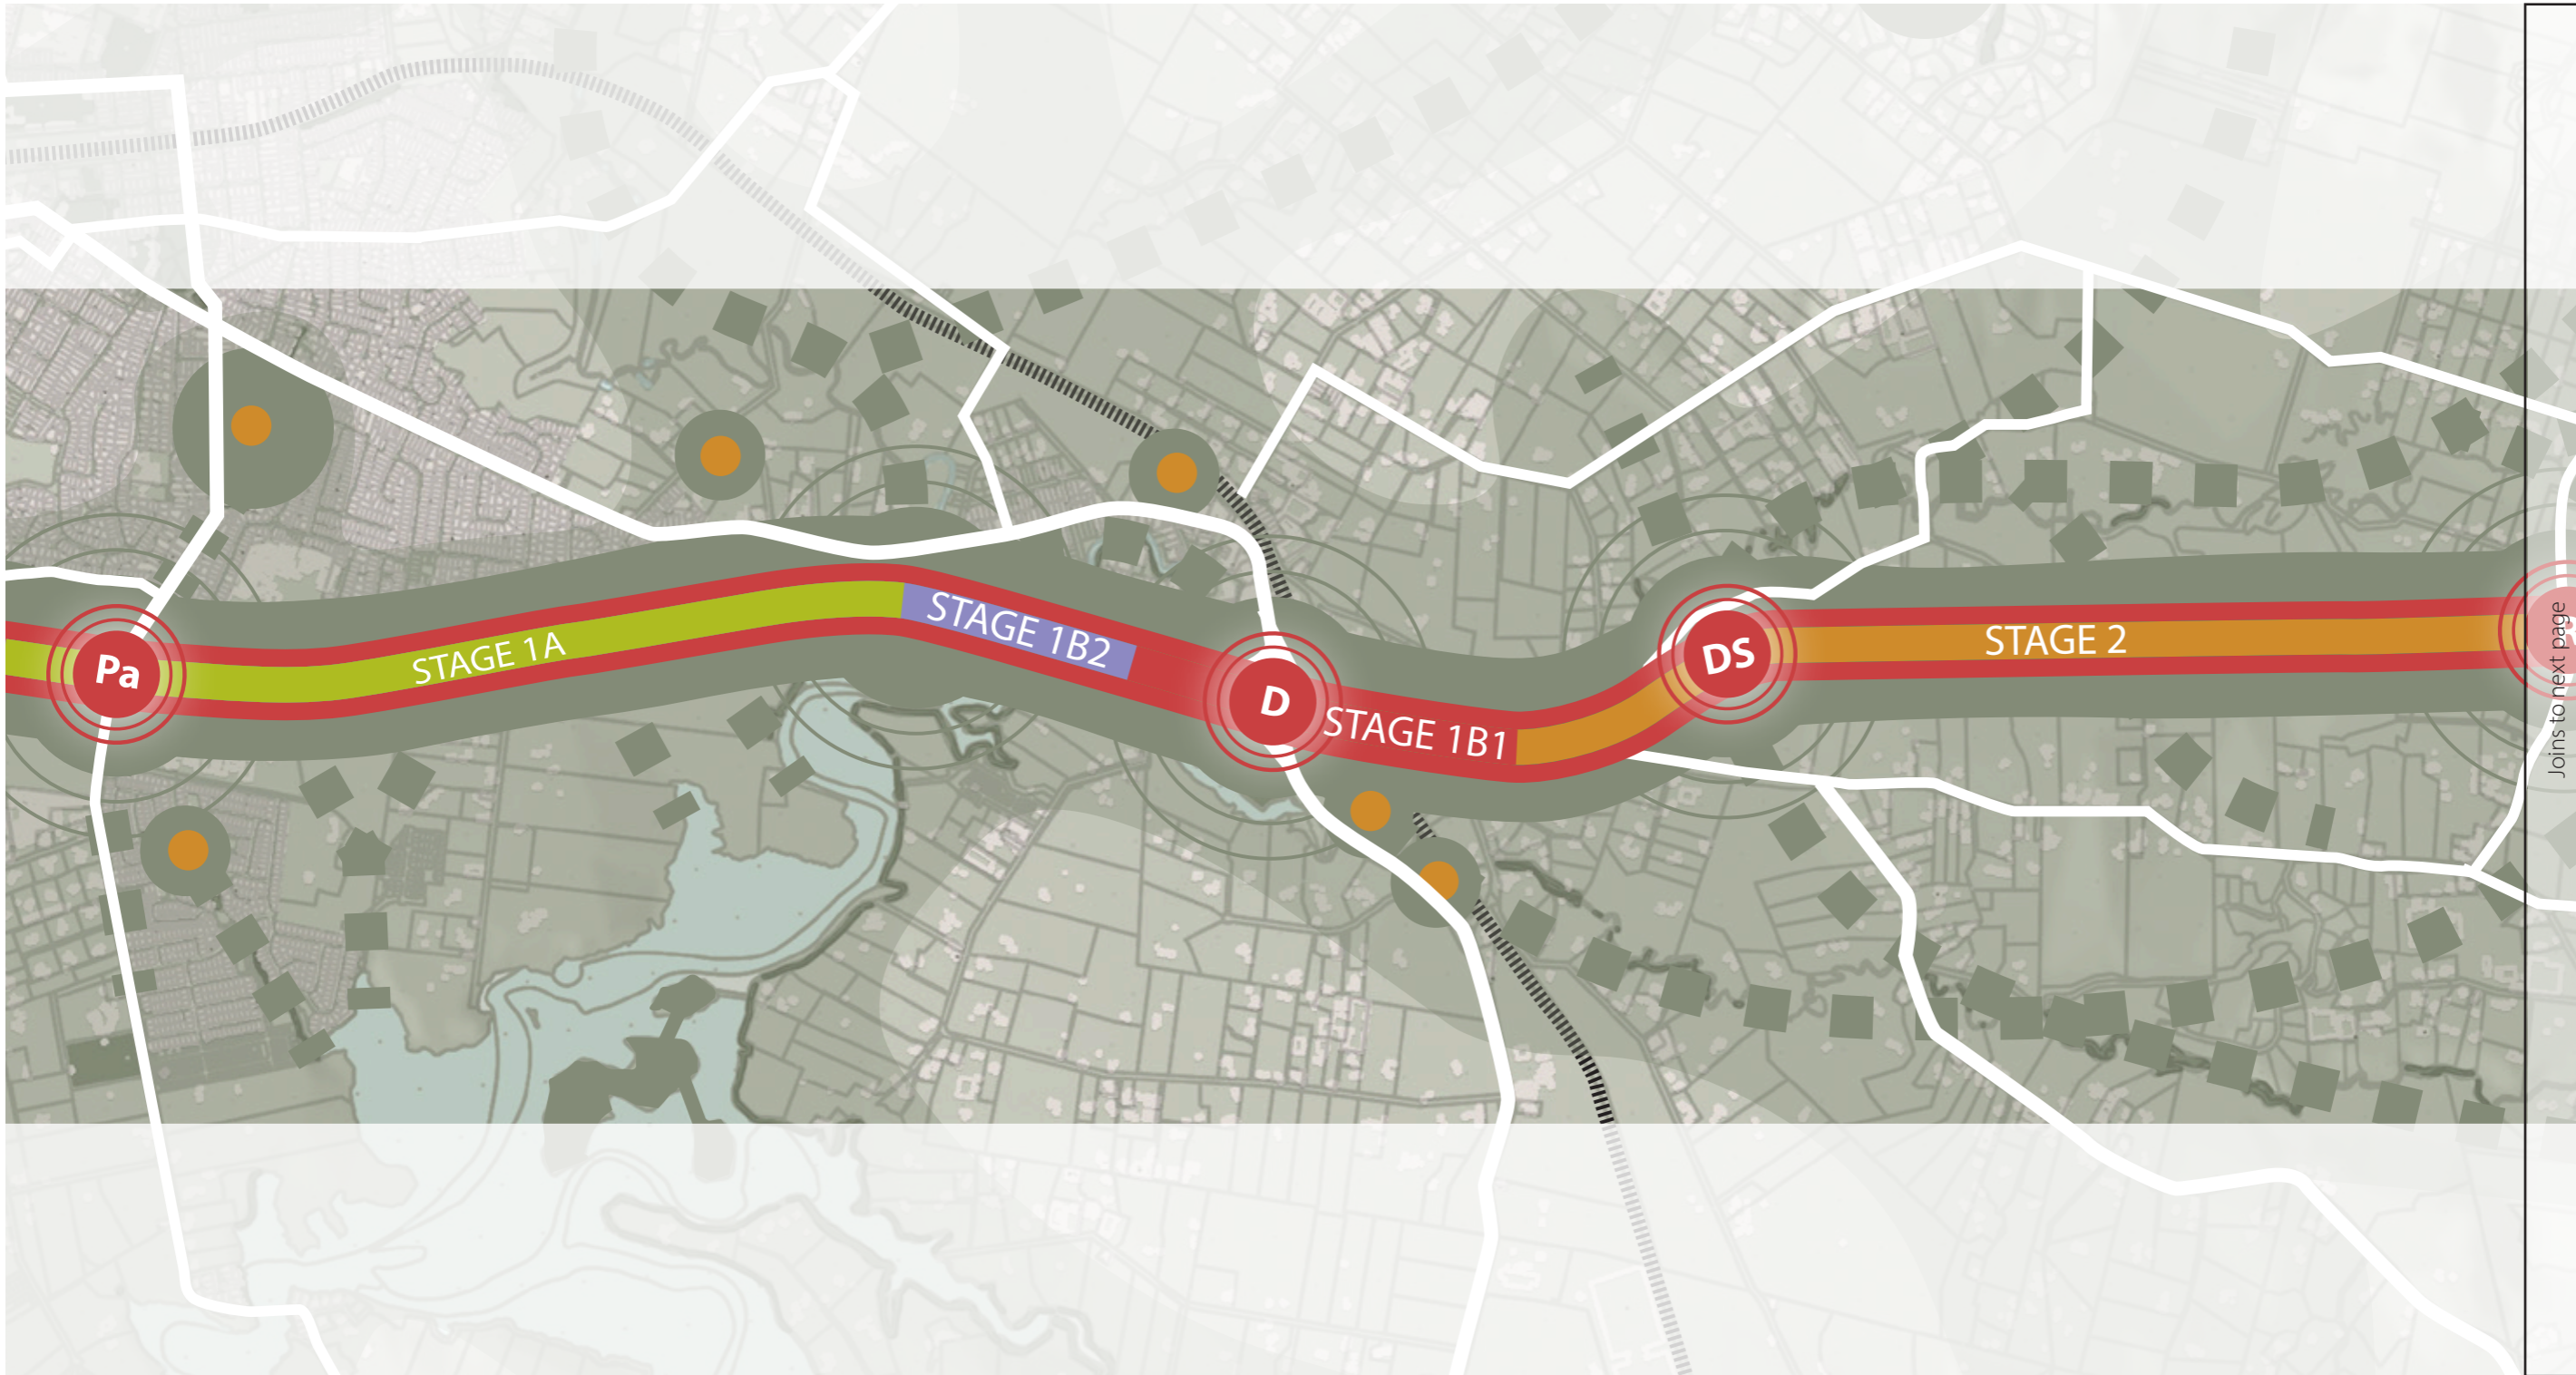 Pa
STAGE 1A
STAGE 1B2
D
STAGE 1B1
DS
STAGE 2
Joins to next page